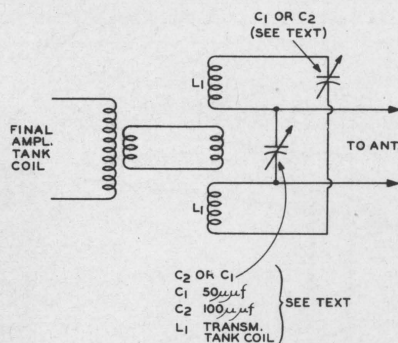 C₁ OR C₂
(SEE TEXT)
L₁
FINAL
AMPL.
TANK
COIL
TO ANT
L₁
C₂ OR C₁
C₁ 50μμf
C₂ 100μμf
L₁ TRANSM.
TANK COIL
SEE TEXT